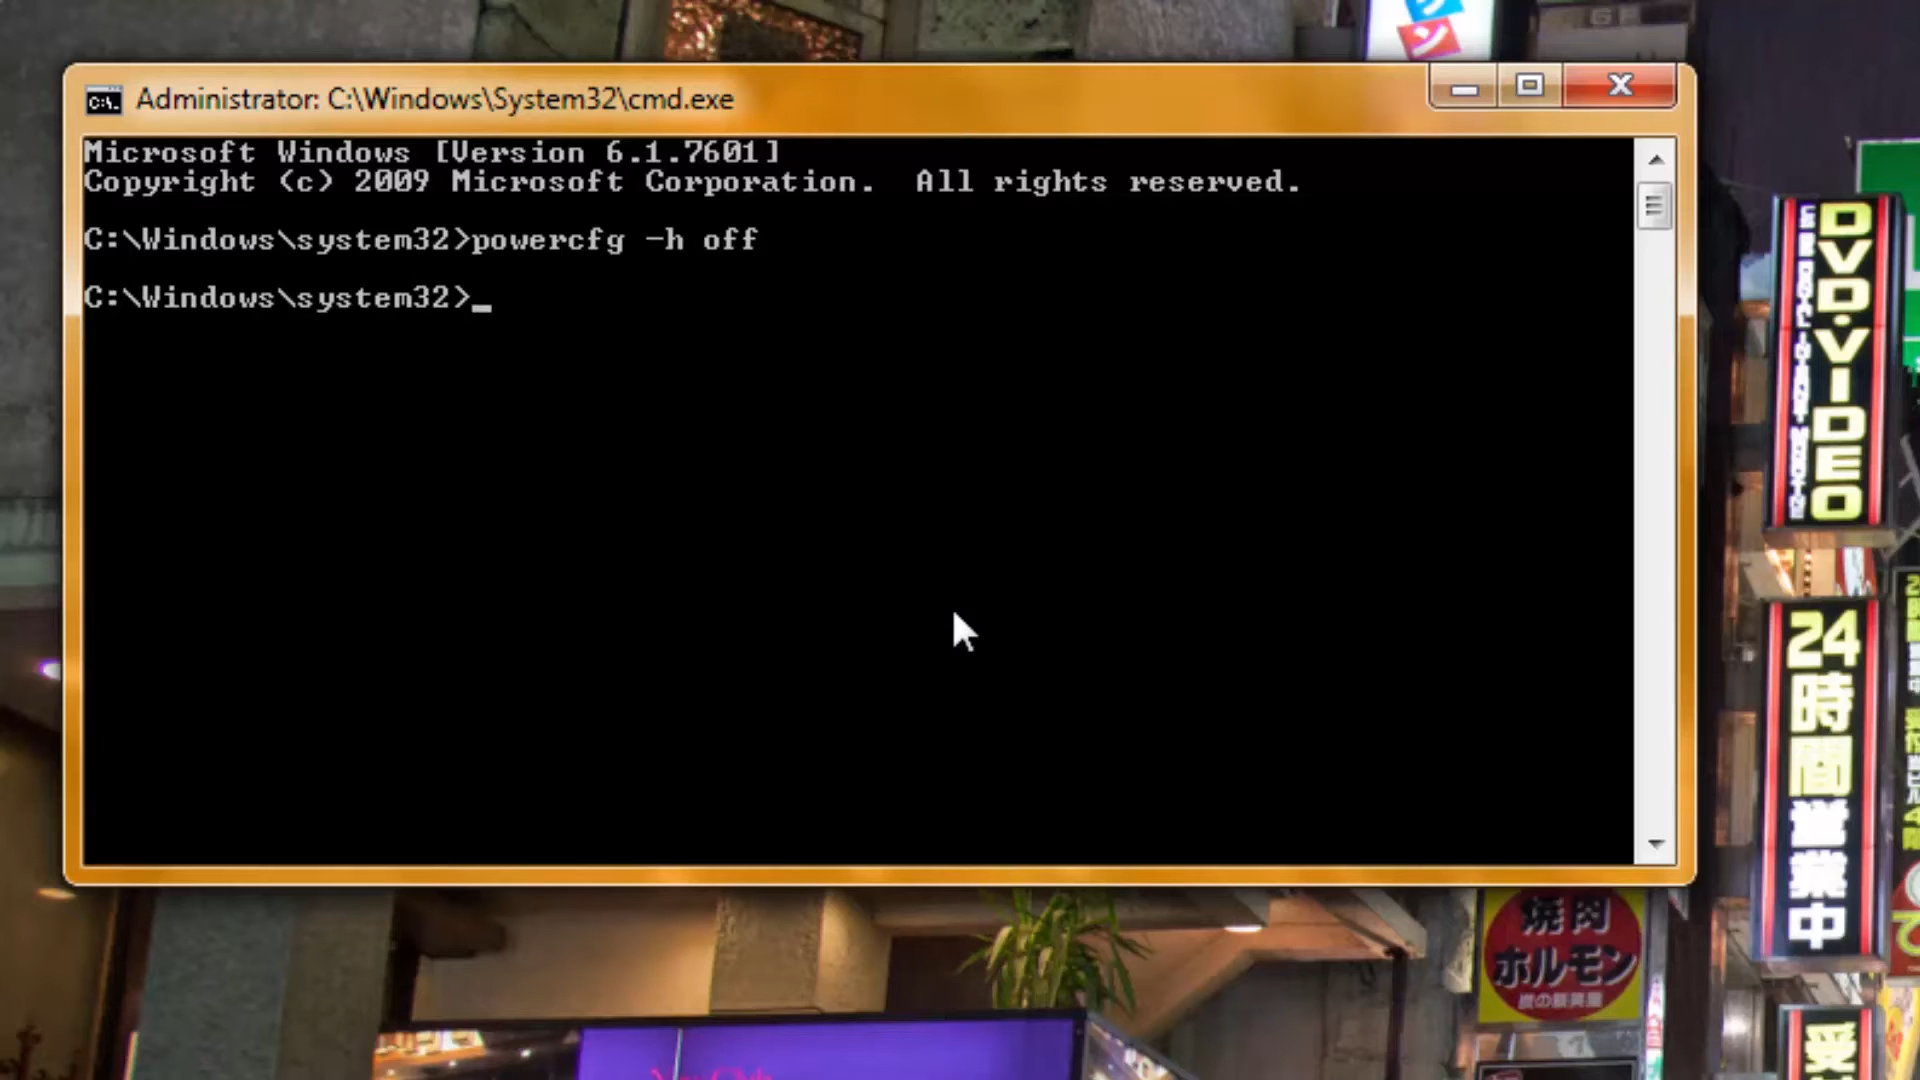 ン
Administrator: C:\Windows\System32\cmd.exe
Microsoft Windows [Version 6.1.7601]
Copyright (c) 2009 Microsoft Corporation.  All rights reserved.
C:\Windows\system32>powercfg -h off
C:\Windows\system32>_
DVD・VIDEO
24時間営業中
焼肉
ホルモン
受